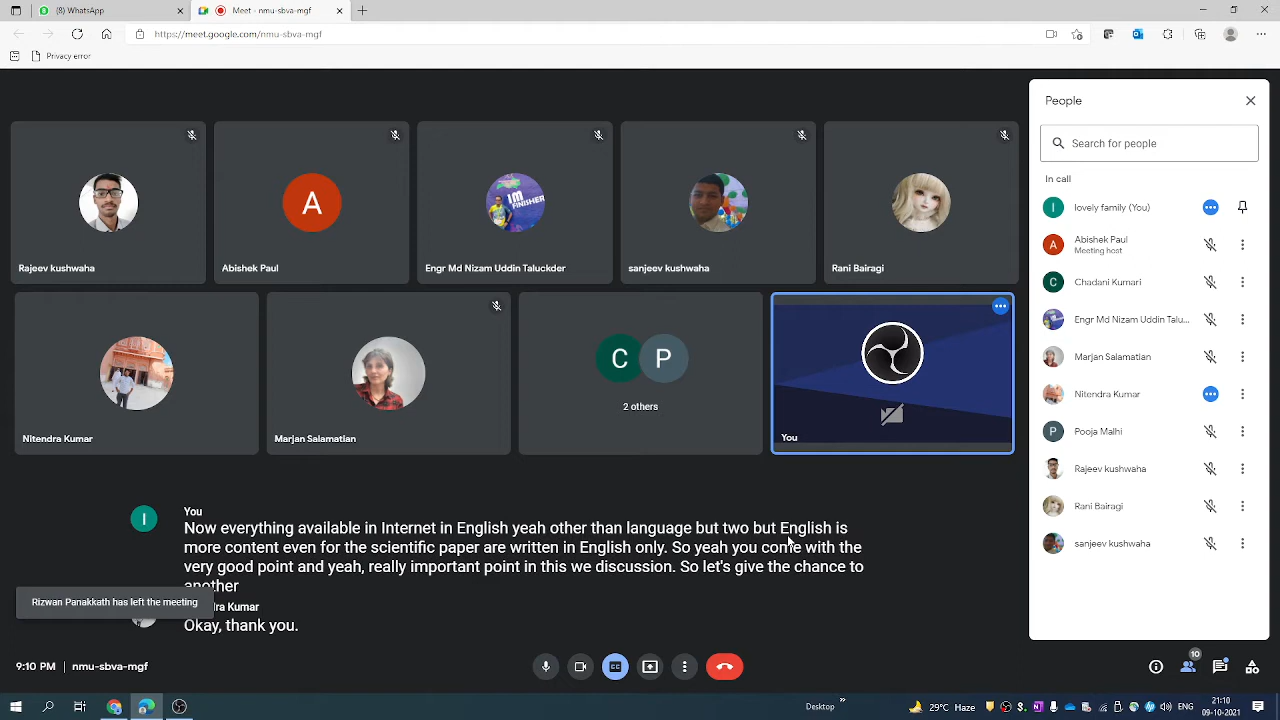 (8) WhatsApp
Meet - nmu-sbva-mgf
https://meet.google.com/nmu-sbva-mgf
Privacy error
People
Search for people
In call
lovely family (You)
Abishek Paul
Meeting host
Chadani Kumari
Engr Md Nizam Uddin Talu...
Marjan Salamatian
Nitendra Kumar
Pooja Malhi
Rajeev kushwaha
Rani Bairagi
sanjeev kushwaha
IM
FINISHER
A
Rajeev kushwaha
Abishek Paul
Engr Md Nizam Uddin Taluckder
sanjeev kushwaha
Rani Bairagi
C P
2 others
Nitendra Kumar
Marjan Salamatian
You
You
Now everything available in Internet in English yeah other than language but two but English is
more content even for the scientific paper are written in English only. So yeah you come with the
very good point and yeah, really important point in this we discussion. So let's give the chance to
another
Rizwan Panakkath has left the meeting
dra Kumar
Okay, thank you.
9:10 PM | nmu-sbva-mgf
10
Desktop
29°C Haze
ENG
21:10
09-10-2021